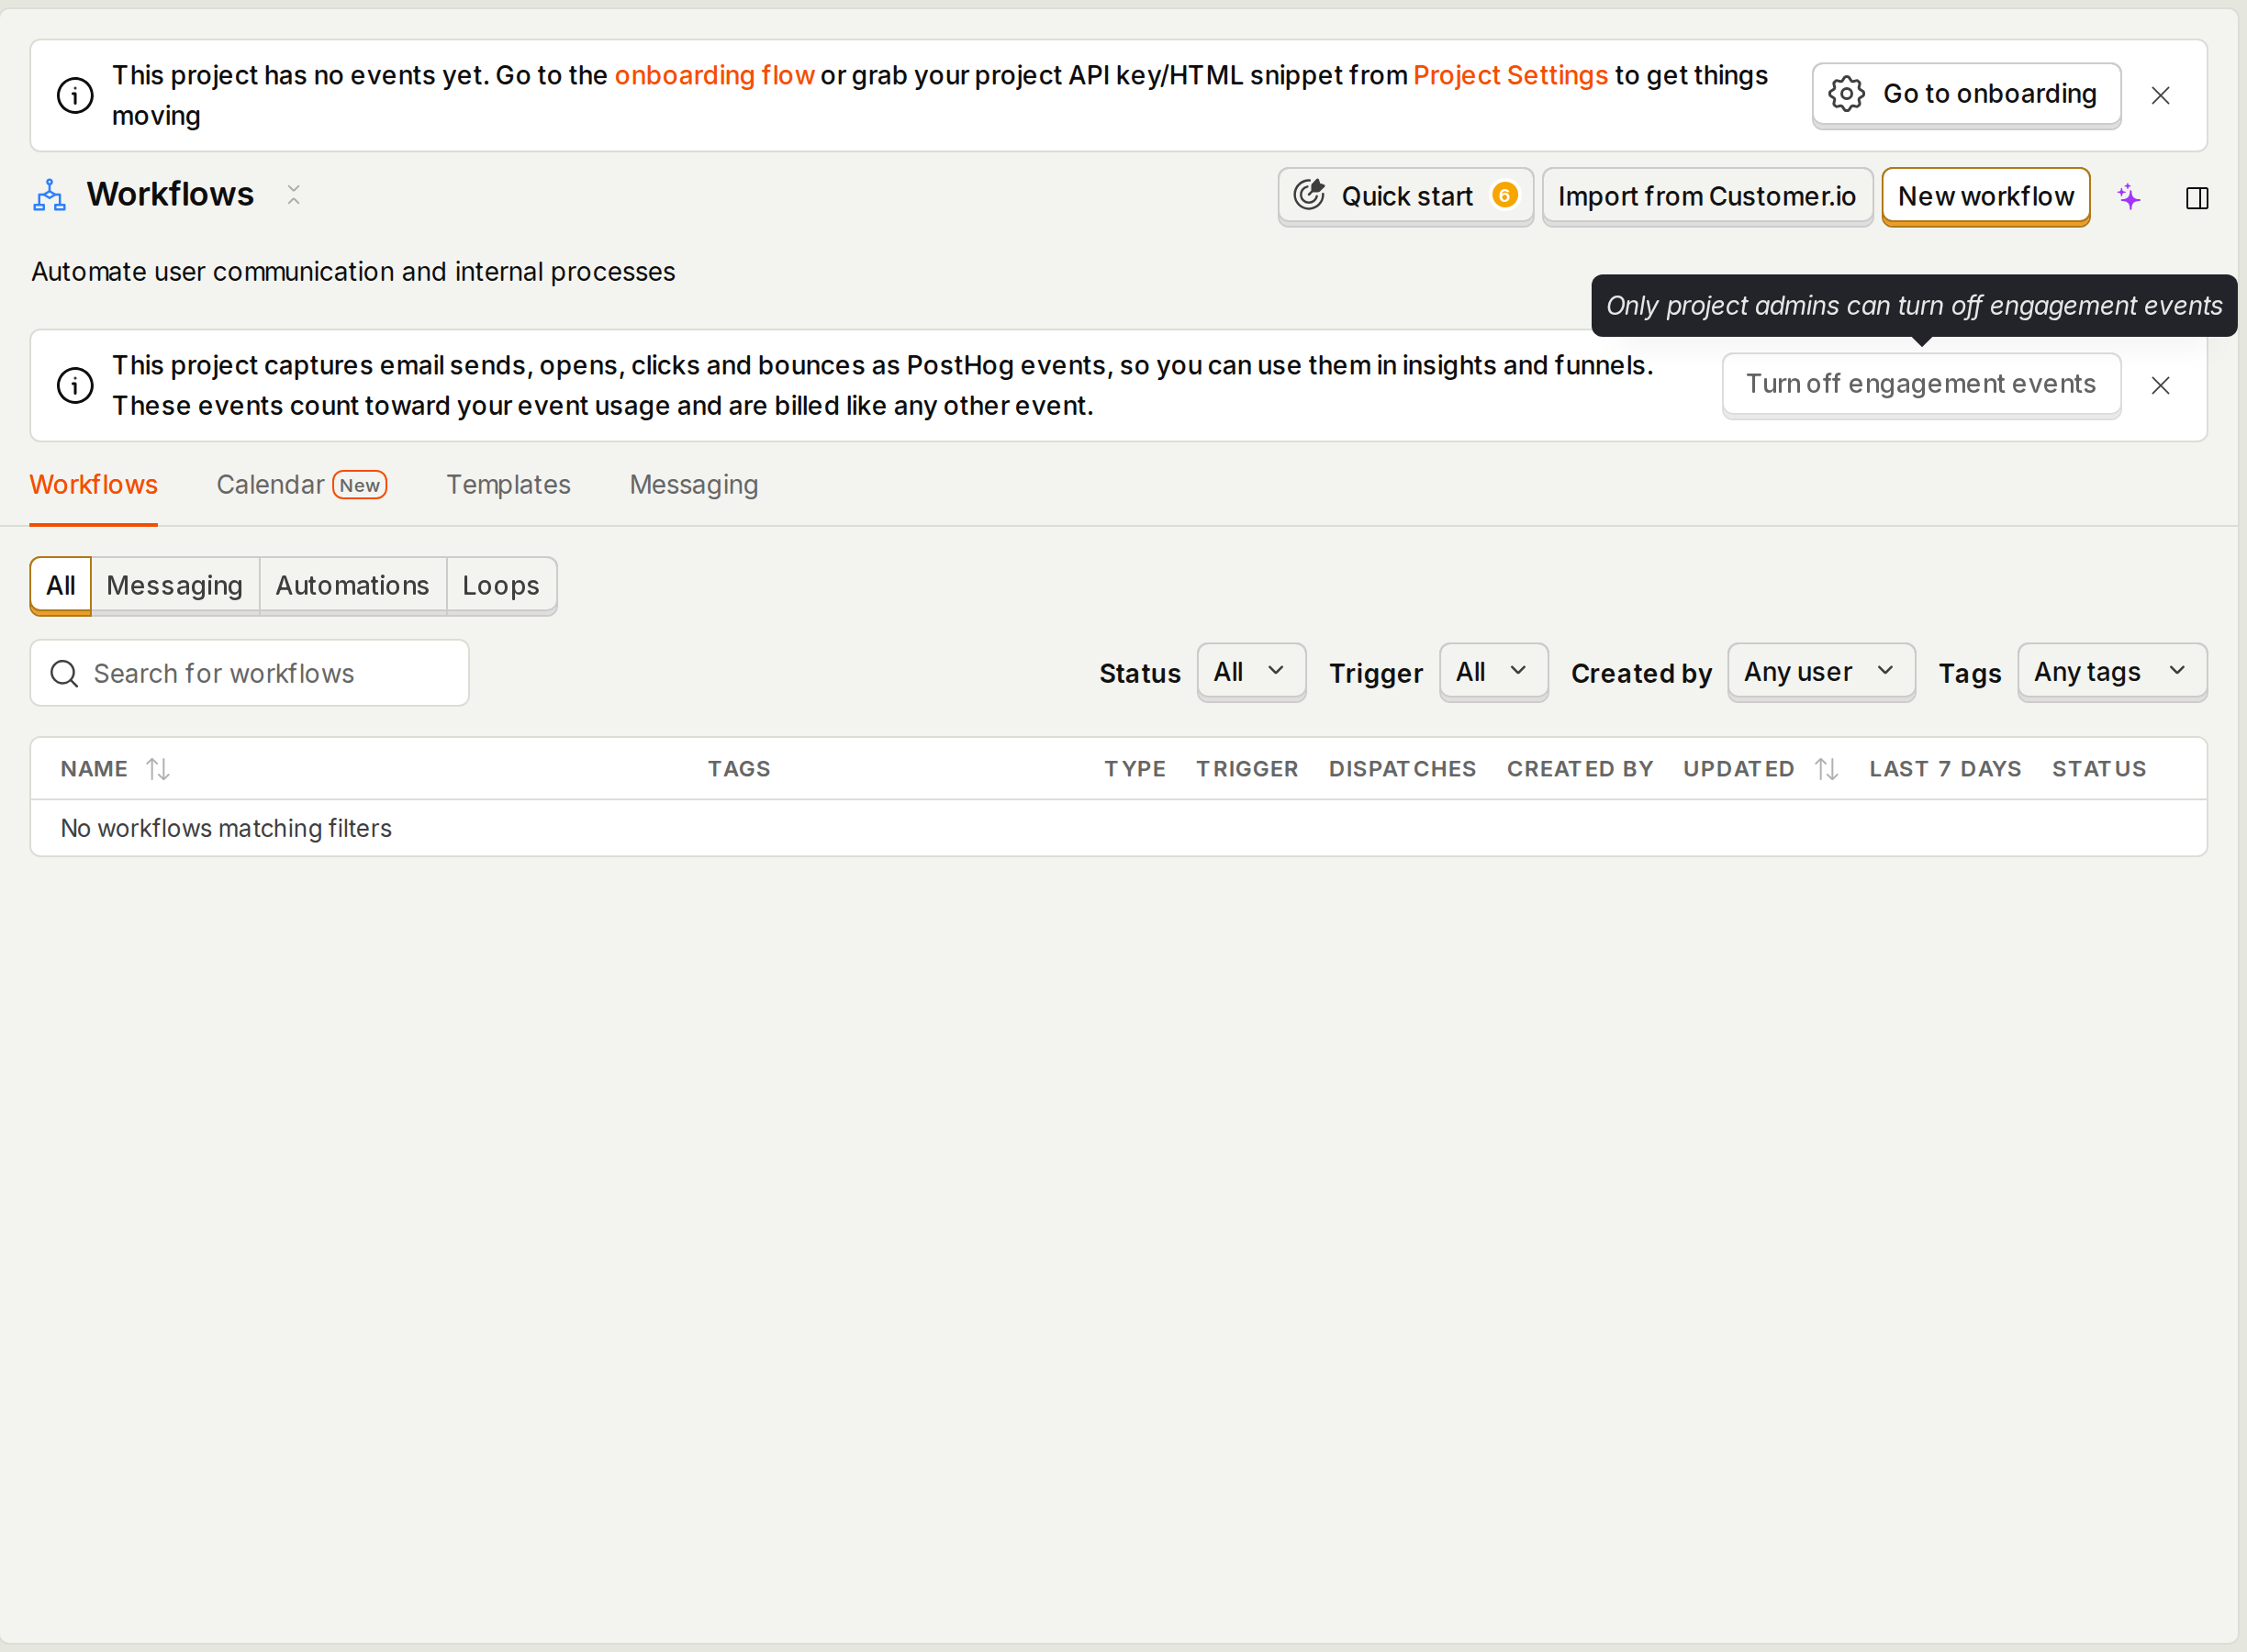 This project has no events yet. Go to the onboarding flow or grab your project API key/HTML snippet from Project Settings to get things
moving
Go to onboarding
Workflows
Quick start 6
Import from Customer.io
New workflow
Automate user communication and internal processes
Only project admins can turn off engagement events
This project captures email sends, opens, clicks and bounces as PostHog events, so you can use them in insights and funnels.
These events count toward your event usage and are billed like any other event.
Turn off engagement events
Workflows Calendar New Templates Messaging
All Messaging Automations Loops
Search for workflows
Status All Trigger All Created by Any user Tags Any tags
NAME TAGS TYPE TRIGGER DISPATCHES CREATED BY UPDATED LAST 7 DAYS STATUS
No workflows matching filters